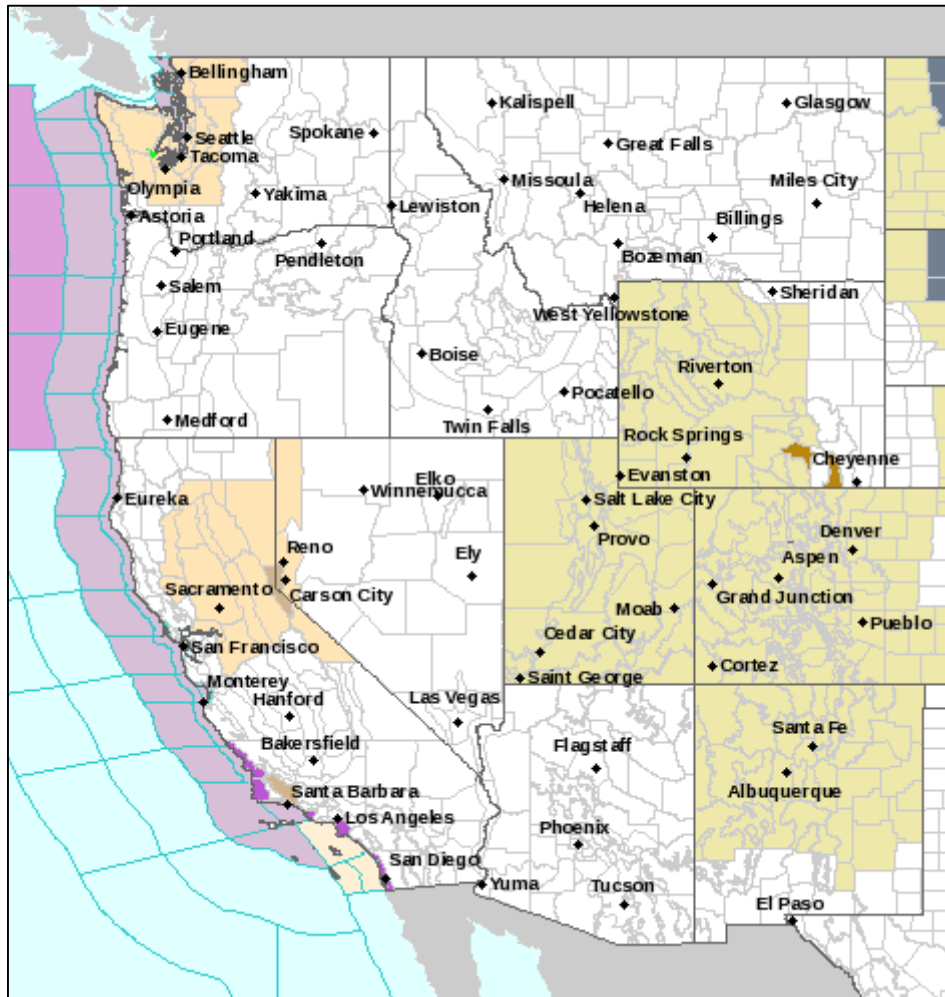 Bellingham
Kalispell
Glasgow
Spokane
Seattle
Great Falls
Tacoma
Missoula
Miles City
Olympia
Yakima
Helena
Lewiston
Astoria
Billings
Portland
Pendleton
Bozeman
Salem
Sheridan
West Yellowstone
Eugene
Boise
Riverton
Pocatello
Medford
Twin Falls
Rock Springs
Cheyenne
Elko
Evanston
Winnemucca
Eureka
Salt Lake City
Provo
Denver
Reno
Ely
Aspen
Sacramento
Carson City
Grand Junction
Moab
Pueblo
Cedar City
San Francisco
Cortez
Saint George
Monterey
Hanford
Las Vegas
Santa Fe
Bakersfield
Flagstaff
Albuquerque
Santa Barbara
Los Angeles
Phoenix
San Diego
Yuma
Tucson
El Paso